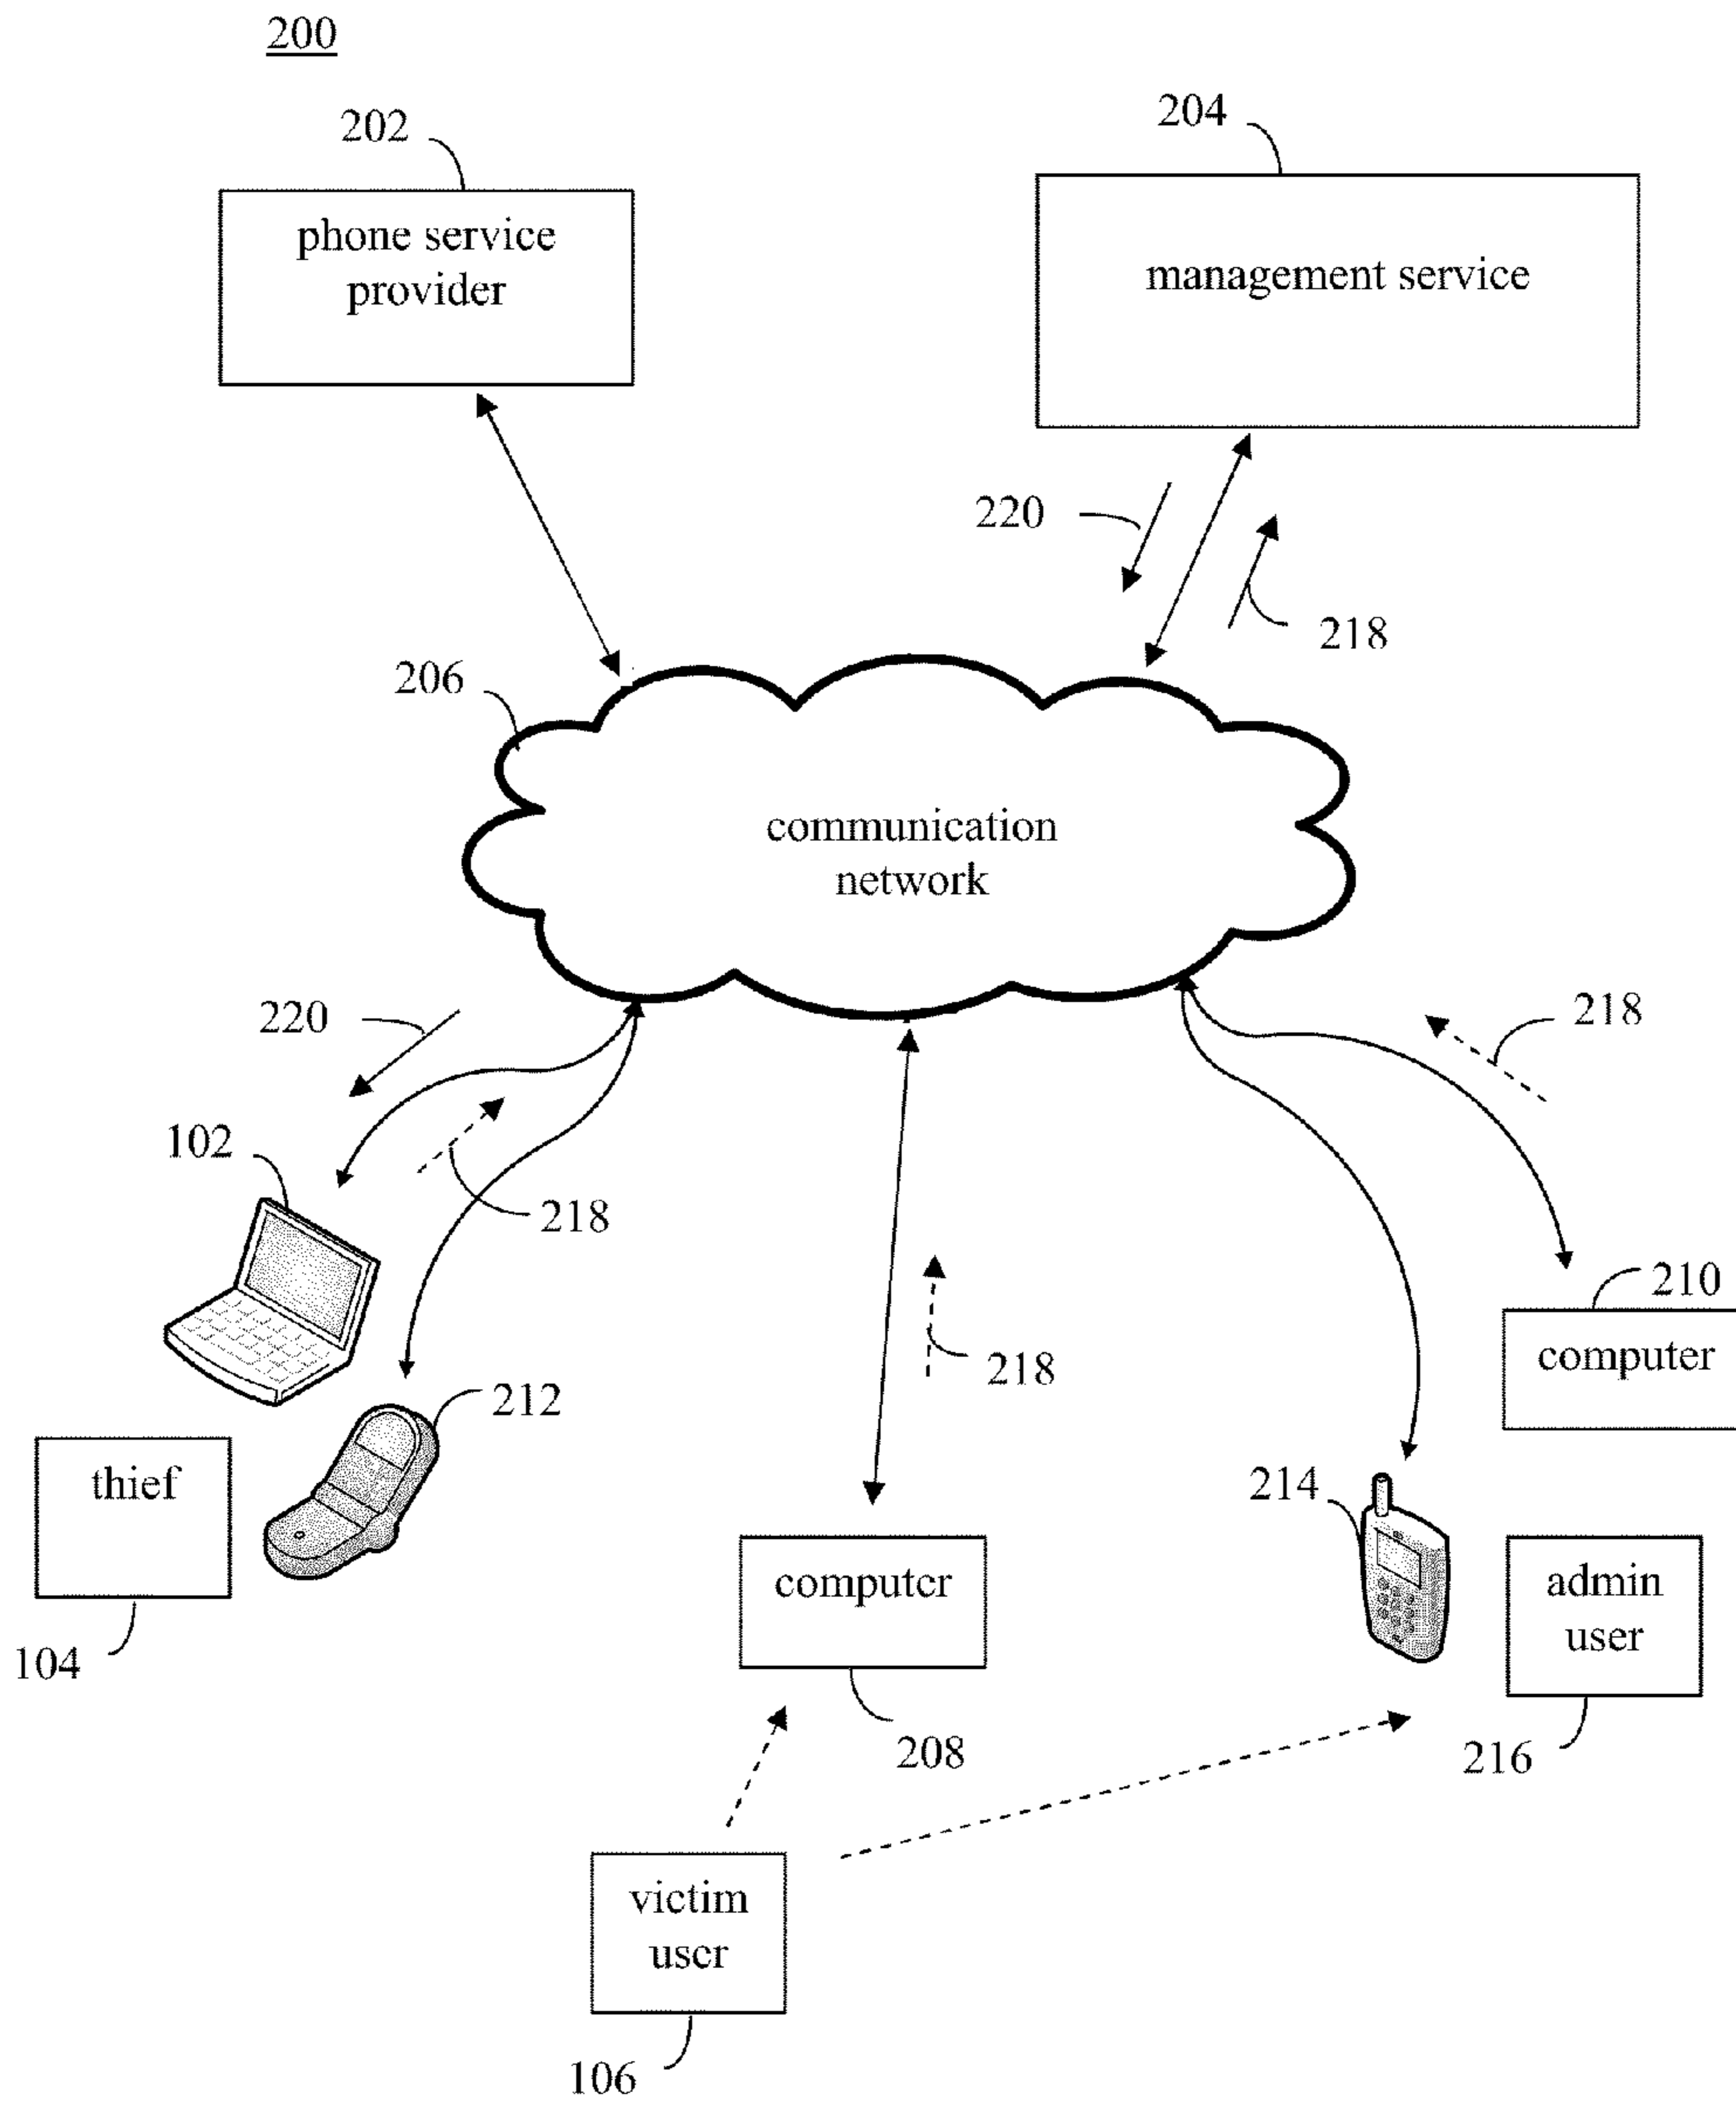 200
202
204
phone service
provider
management service
220
218
206
communication
network
220
218
102
218
210
218
computer
212
thief
214
computer
admin
user
104
208
216
victim
user
106